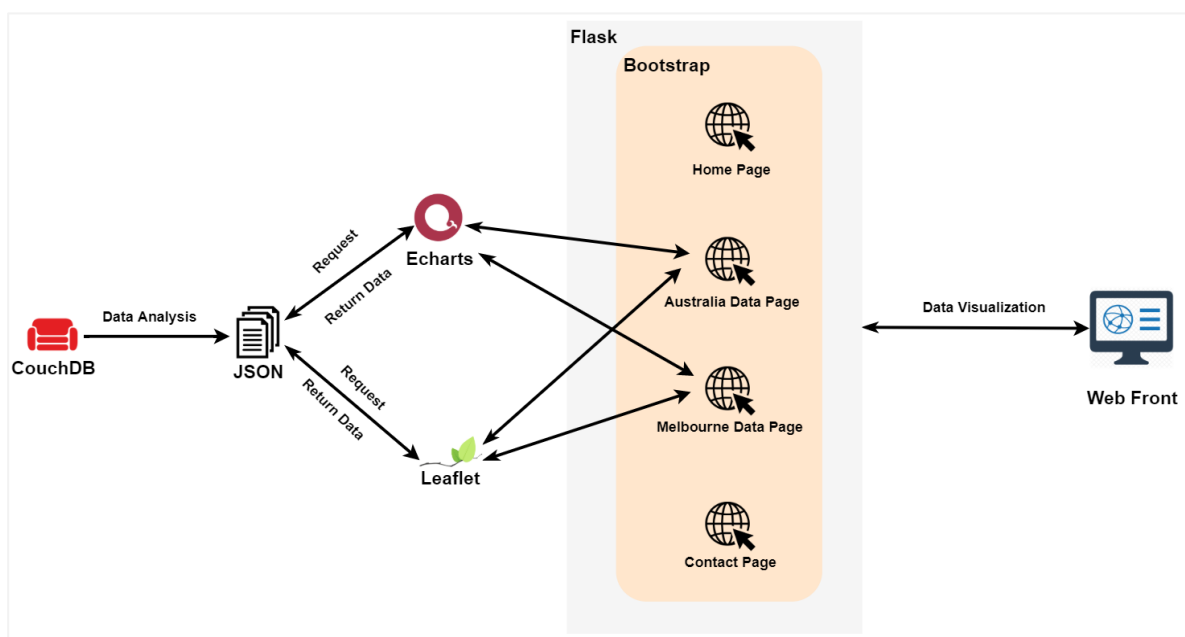 Flask
Bootstrap
Home Page
Echarts
Request
Return Data
Australia Data Page
CouchDB
Data Analysis
JSON
Data Visualization
Web Front
Request
Return Data
Melbourne Data Page
Leaflet
Contact Page